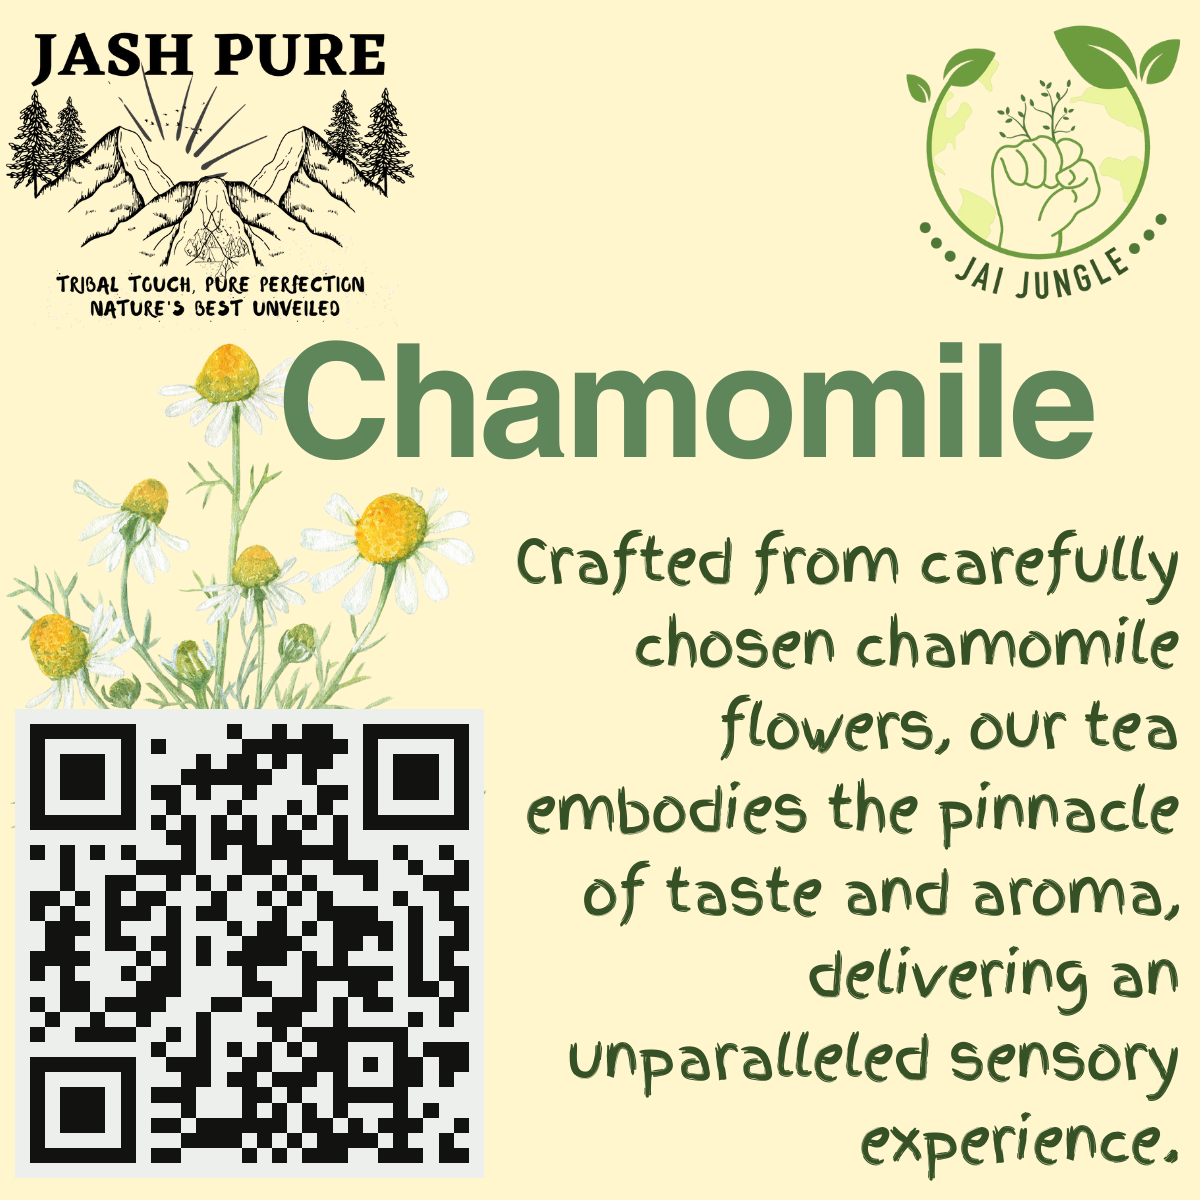 JASH PURE
TRIBAL TOUCH, PURE PERFECTION
NATURE'S BEST UNVEILED
JAI JUNGLE
Chamomile
Crafted from carefully
chosen chamomile
flowers, our tea
embodies the pinnacle
of taste and aroma,
delivering an
unparalleled sensory
experience.